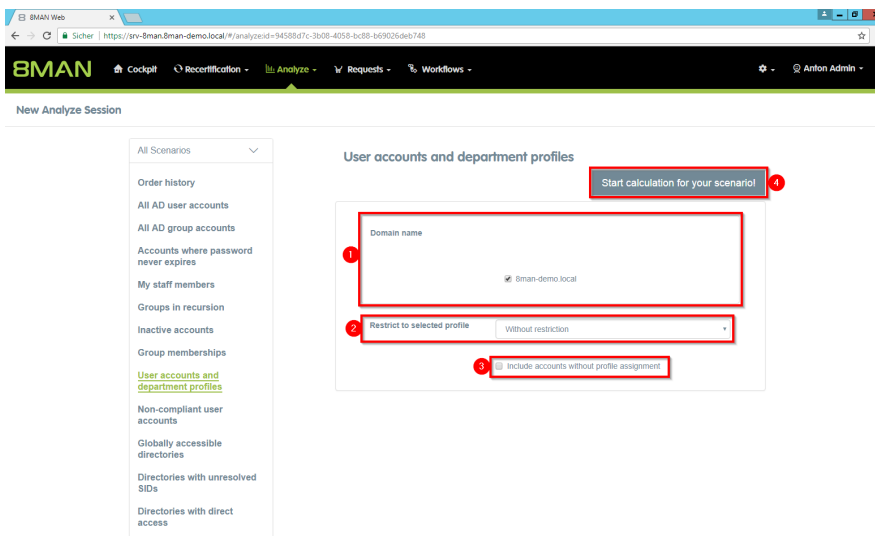 8MAN Web
Sicher https://srv-8man.8man-demo.local/#/analyze;id=94588d7c-3b08-4058-bc88-b69026deb748
8MAN Cockpit Recertification Analyze Requests Workflows Anton Admin
New Analyze Session
All Scenarios
Order history
All AD user accounts
All AD group accounts
Accounts where password
never expires
My staff members
Groups in recursion
Inactive accounts
Group memberships
User accounts and
department profiles
Non-compliant user
accounts
Globally accessible
directories
Directories with unresolved
SIDs
Directories with direct
access
User accounts and department profiles
Start calculation for your scenario! 4
Domain name
1
8man-demo.local
2 Restrict to selected profile Without restriction
3 Include accounts without profile assignment